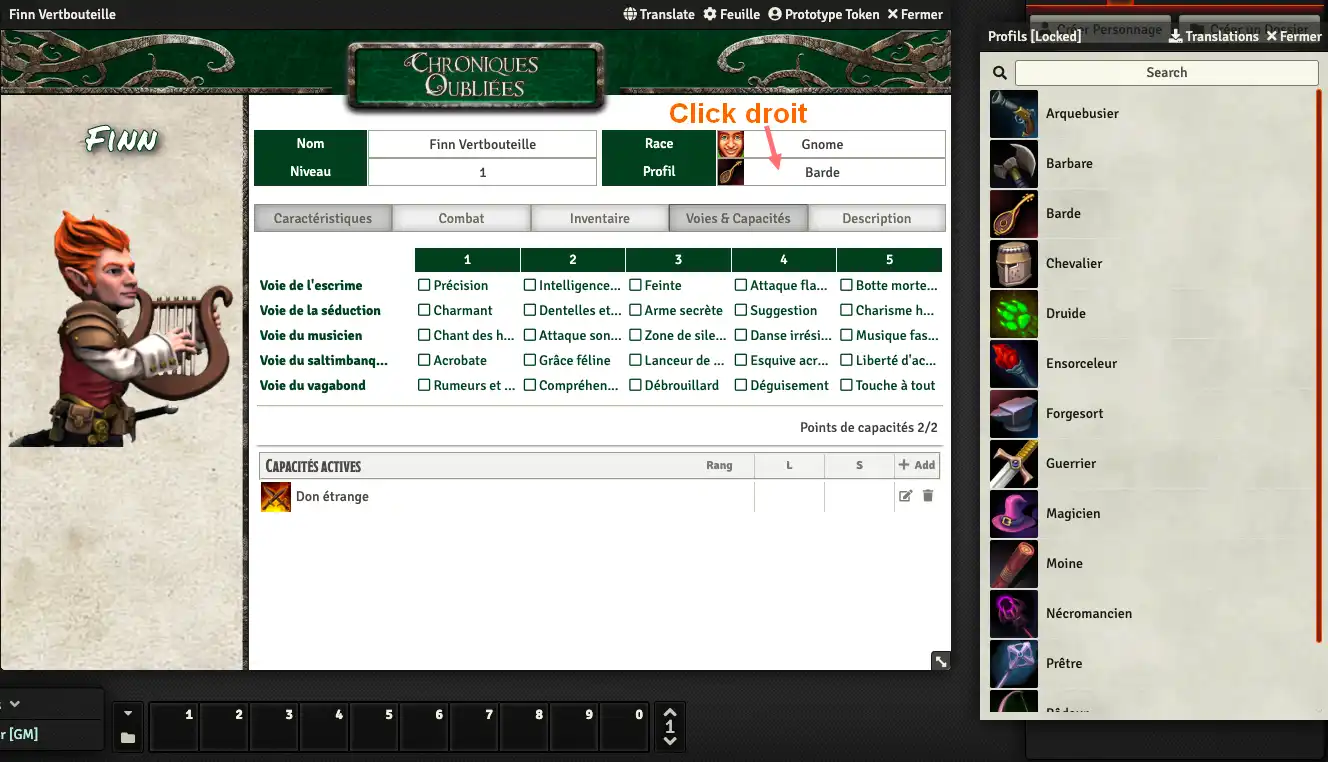 Finn Vertbouteille
Translate Feuille Prototype Token Fermer
CHRONIQUES
OUBLIÉES
FINN
Click droit
Nom Finn Vertbouteille
Niveau 1
Race Gnome
Profil Barde
Caractéristiques Combat Inventaire Voies & Capacités Description
1 2 3 4 5
Voie de l'escrime Précision Intelligence... Feinte Attaque fla... Botte morte...
Voie de la séduction Charmant Dentelles et... Arme secrète Suggestion Charisme h...
Voie du musicien Chant des h... Attaque son... Zone de sile... Danse irrési... Musique fas...
Voie du saltimbanq... Acrobate Grâce féline Lanceur de ... Esquive acr... Liberté d'ac...
Voie du vagabond Rumeurs et ... Compréhen... Débrouillard Déguisement Touche à tout
Points de capacités 2/2
CAPACITÉS ACTIVES Rang L S Add
Don étrange
r [GM]
1 2 3 4 5 6 7 8 9 0 1
Créer Personnage Créer un Dossier
Profils [Locked] Translations Fermer
Search
Arquebusier
Barbare
Barde
Chevalier
Druide
Ensorceleur
Forgesort
Guerrier
Magicien
Moine
Nécromancien
Prêtre